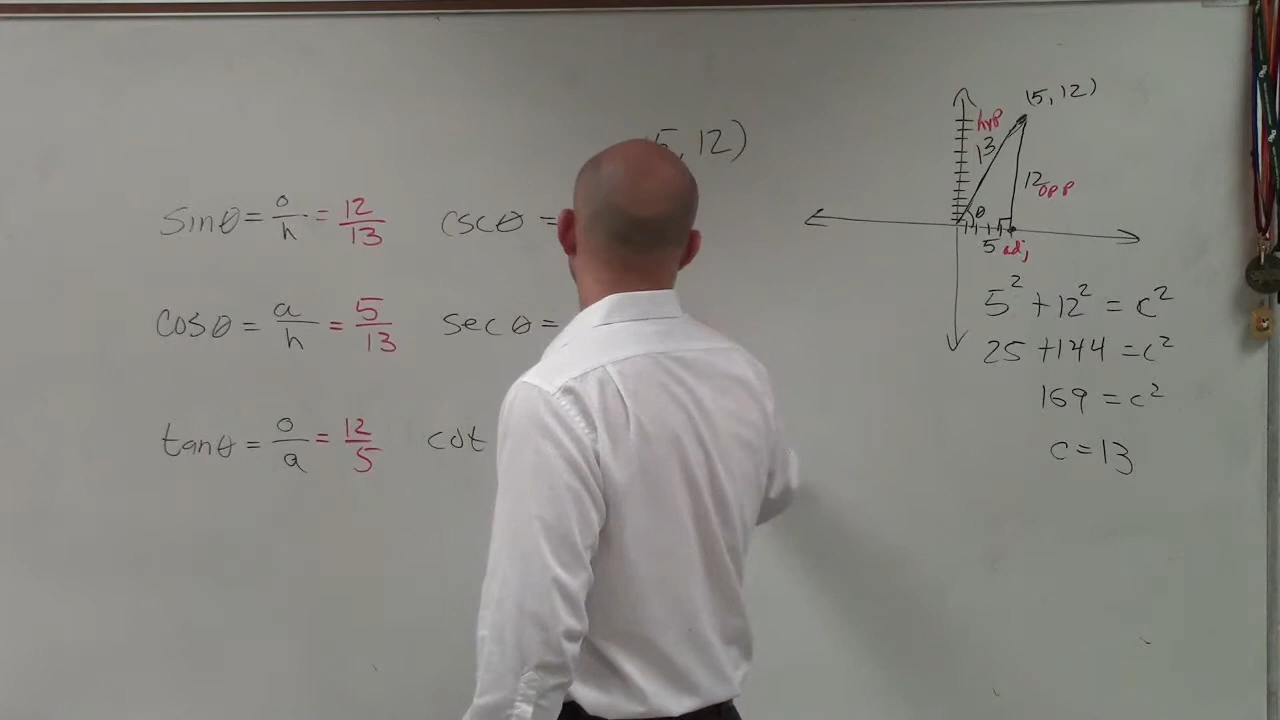 5, 12)
sinθ = o/h = 12/13 cscθ =
cosθ = a/h = 5/13 secθ =
tanθ = o/a = 12/5 cot
(5, 12)
hyp
13
12
opp
θ
5 adj
5² + 12² = c²
25 + 144 = c²
169 = c²
c = 13